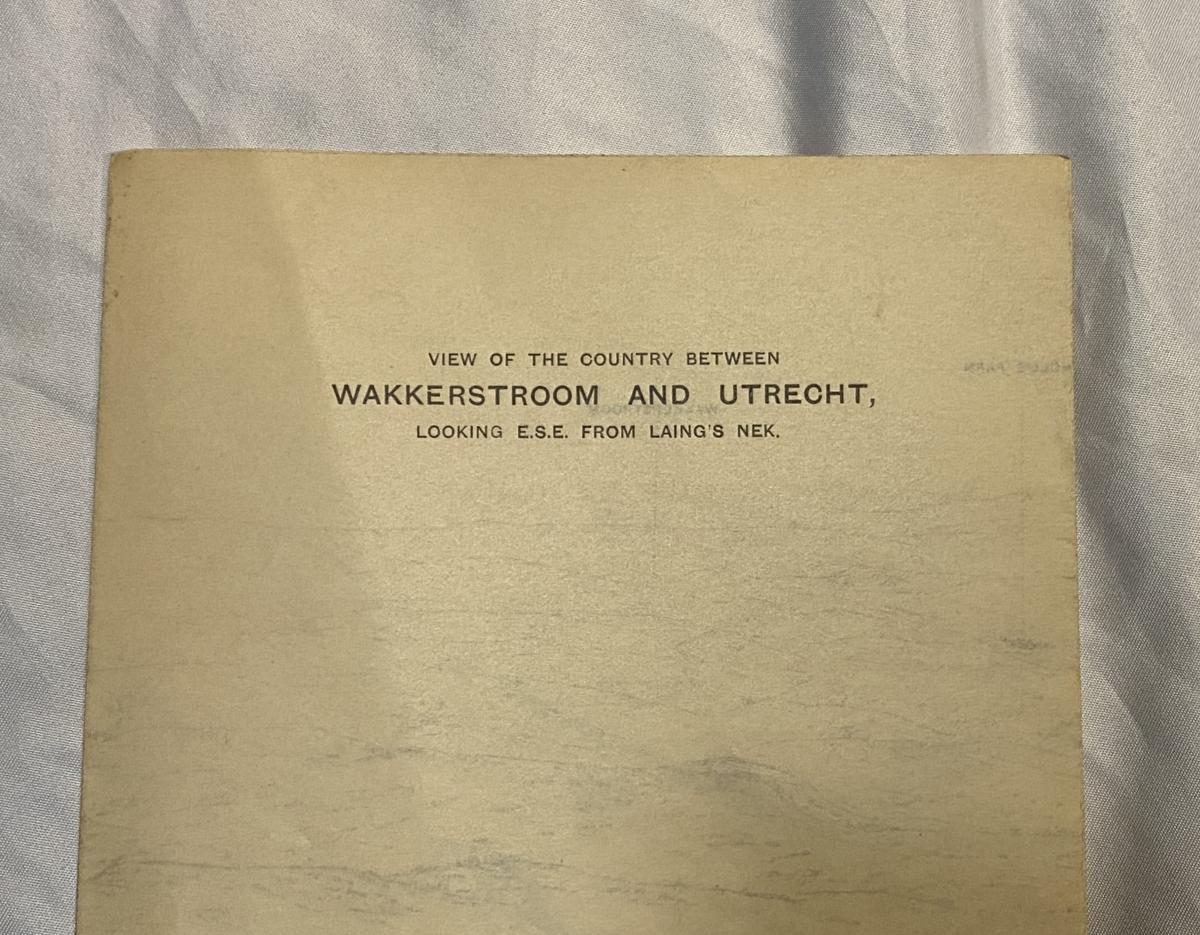 VIEW OF THE COUNTRY BETWEEN
WAKKERSTROOM AND UTRECHT,
LOOKING E.S.E. FROM LAING'S NEK.